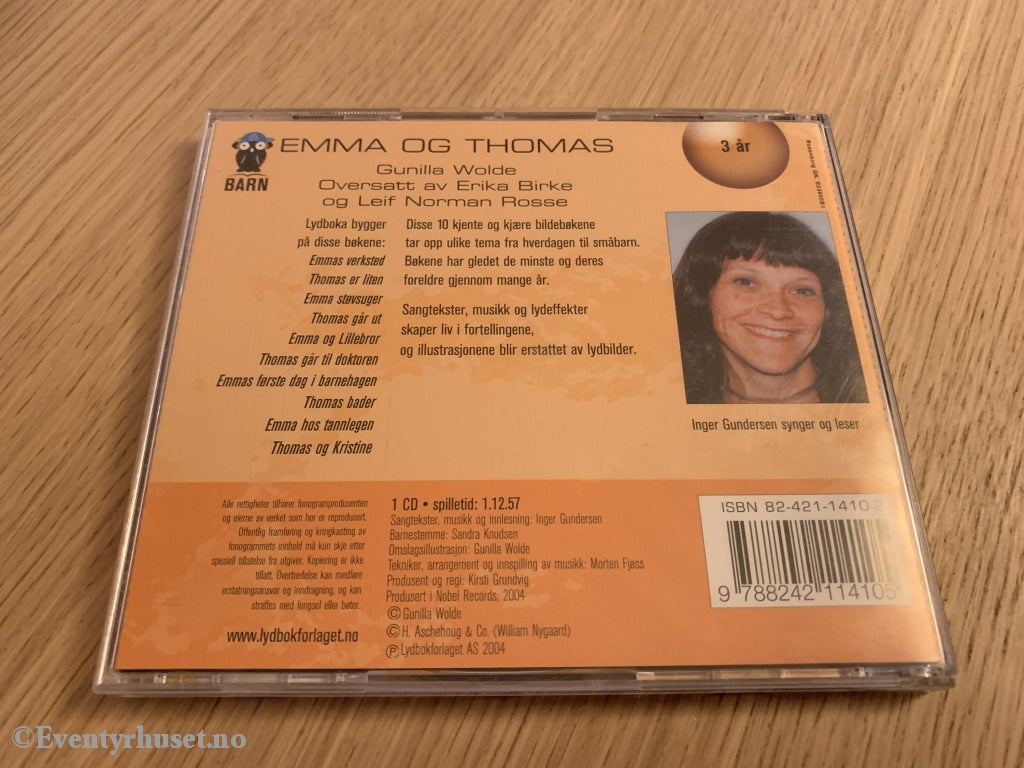 EMMA OG THOMAS
BARN
Gunilla Wolde
Oversatt av Erika Birke
og Leif Norman Rosse
3 år
Lydboka bygger
på disse bøkene:
Emmas verksted
Thomas er liten
Emma støvsuger
Thomas går ut
Emma og Lillebror
Thomas går til doktoren
Emmas første dag i barnehagen
Thomas bader
Emma hos tannlegen
Thomas og Kristine
Disse 10 kjente og kjære bildebøkene
tar opp ulike tema fra hverdagen til småbarn.
Bøkene har gledet de minste og deres
foreldre gjennom mange år.
Sangtekster, musikk og lydeffekter
skaper liv i fortellingene,
og illustrasjonene blir erstattet av lydbilder.
Inger Gundersen synger og leser
Alle rettigheter tilhører fonogramprodusenten
og eierne av verket som her er reprodusert.
Offentlig framføring og kringkasting av
fonogrammets innhold må kun skje etter
spesiell tillatelse fra utgiver. Kopiering er ikke
tillatt. Overtredelse kan medføre
erstatningsansvar og inndragning, og kan
straffes med fengsel eller bøter.
www.lydbokforlaget.no
1 CD • spilletid: 1.12.57
Sangtekster, musikk og innlesning: Inger Gundersen
Barnestemme: Sandra Knudsen
Omslagsillustrasjon: Gunilla Wolde
Tekniker, arrangement og innspilling av musikk: Morten Fjøss
Produsent og regi: Kirsti Grundvig
Produsert i Nobel Records, 2004
© Gunilla Wolde
© H. Aschehoug & Co. (William Nygaard)
℗ Lydbokforlaget AS 2004
ISBN 82-421-1410-2
9 788242 114105
©Eventyrhuset.no